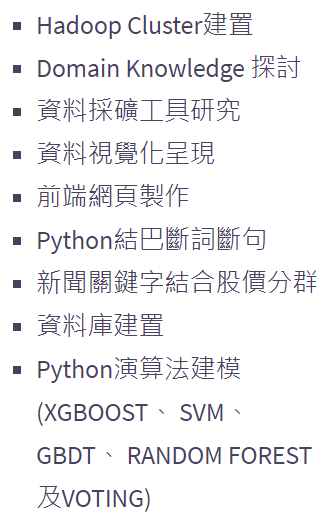 ▪ Hadoop Cluster建置
▪ Domain Knowledge 探討
▪ 資料採礦工具研究
▪ 資料視覺化呈現
▪ 前端網頁製作
▪ Python結巴斷詞斷句
▪ 新聞關鍵字結合股價分群
▪ 資料庫建置
▪ Python演算法建模
(XGBOOST、 SVM、
GBDT、 RANDOM FOREST
及VOTING)